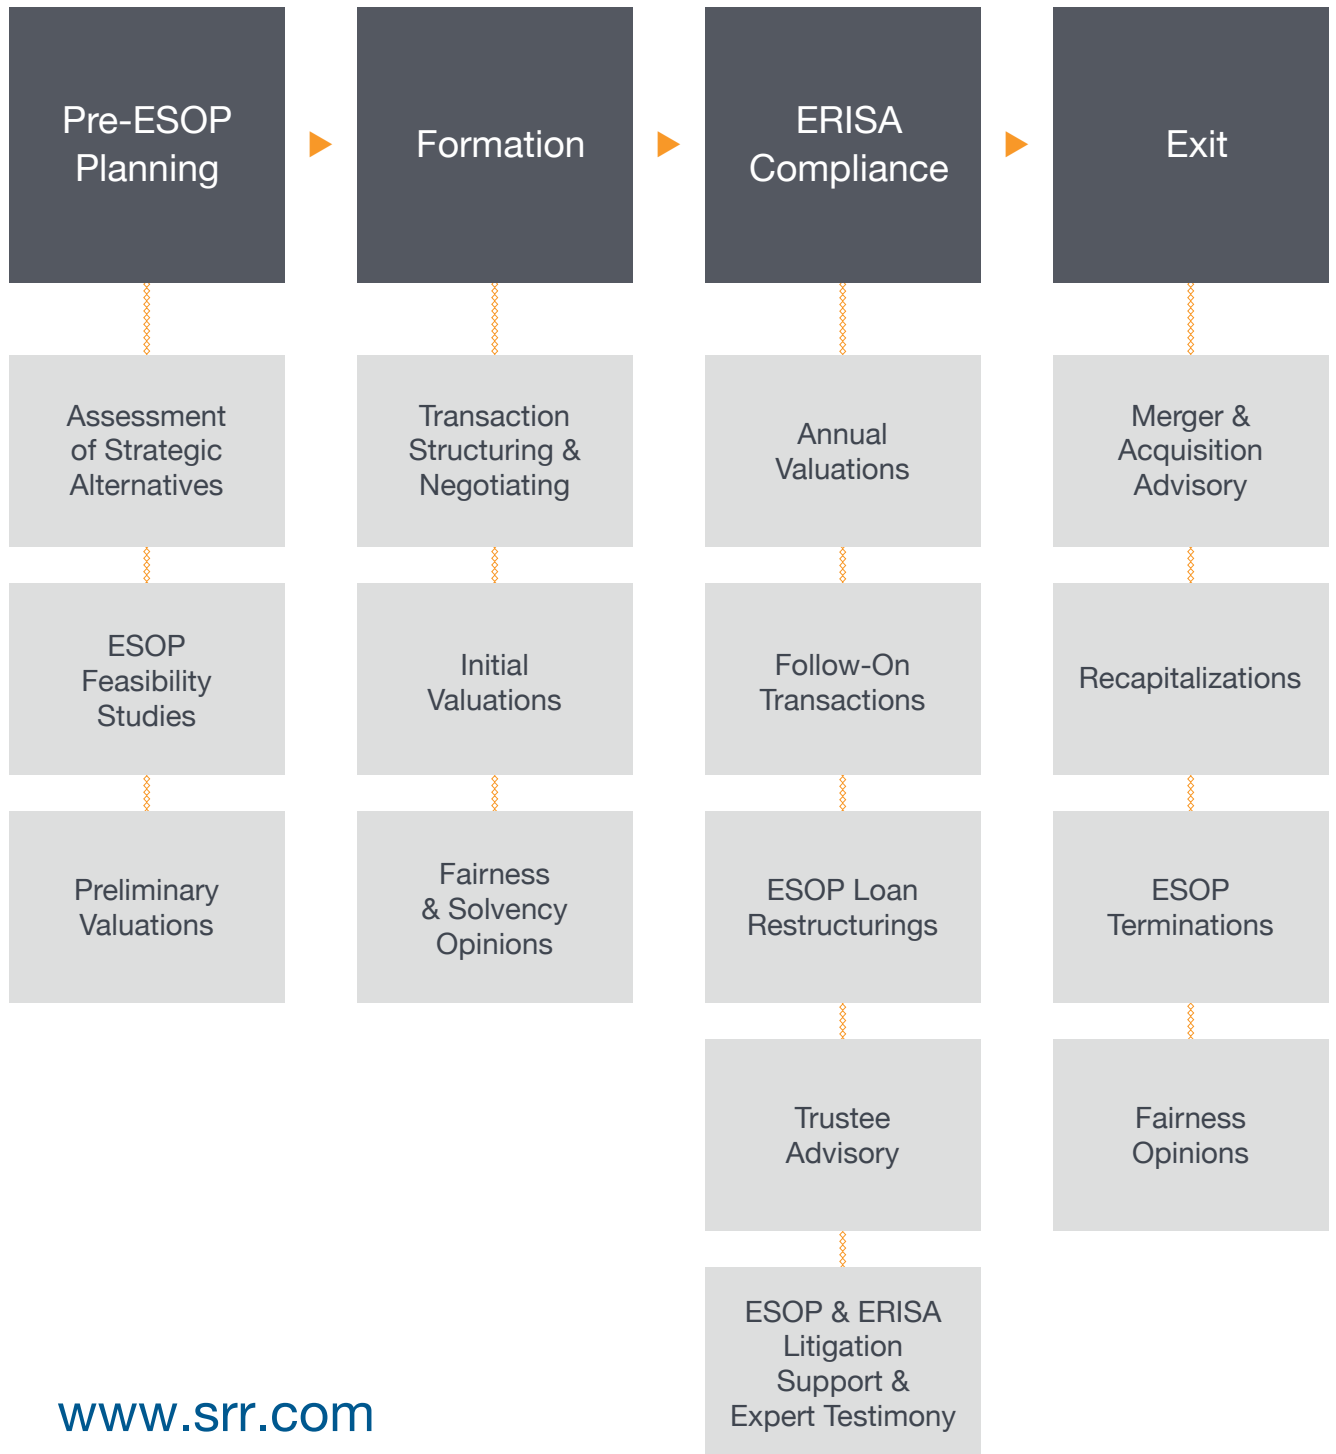 Pre-ESOP
Planning
Formation
ERISA
Compliance
Exit
Assessment
of Strategic
Alternatives
ESOP
Feasibility
Studies
Preliminary
Valuations
Transaction
Structuring &
Negotiating
Initial
Valuations
Fairness
& Solvency
Opinions
Annual
Valuations
Follow-On
Transactions
ESOP Loan
Restructurings
Trustee
Advisory
ESOP & ERISA
Litigation
Support &
Expert Testimony
Merger &
Acquisition
Advisory
Recapitalizations
ESOP
Terminations
Fairness
Opinions
www.srr.com